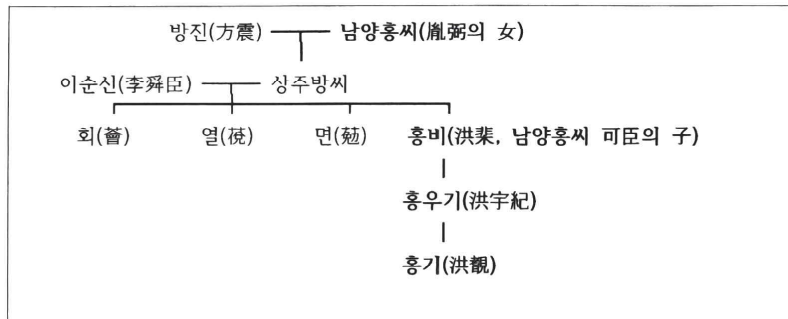 방진(方震) 남양홍씨(胤弼의 女)
이순신(李舜臣) 상주방씨
회(薈) 열(䓲) 면(勉) 홍비(洪棐, 남양홍씨 可臣의 子)
홍우기(洪宇紀)
홍기(洪覬)